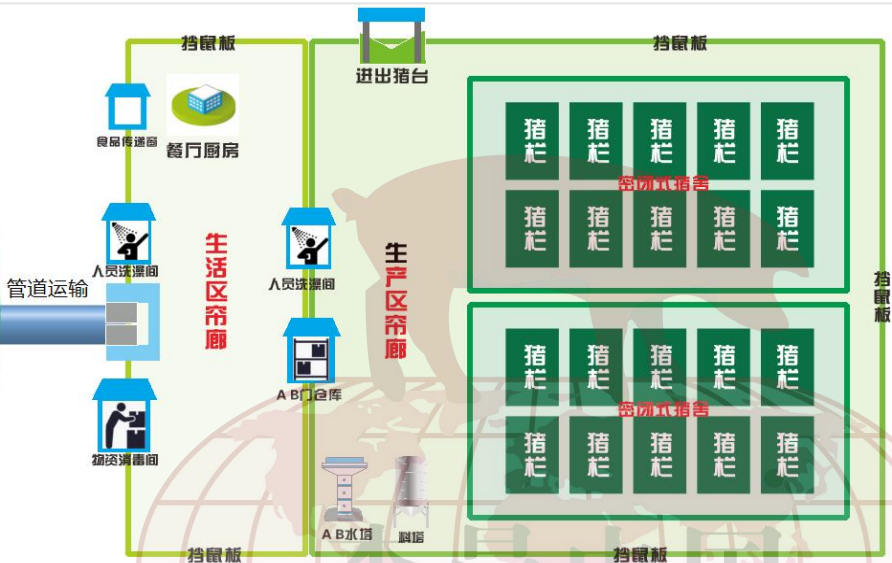 挡鼠板
挡鼠板
进出猪台
食品传递窗
餐厅厨房
猪栏
猪栏
猪栏
猪栏
猪栏
密闭式猪舍
猪栏
猪栏
猪栏
猪栏
猪栏
人员洗澡间
生活区帘廊
人员洗澡间
生产区帘廊
挡鼠板
管道运输
AB门仓库
物资消毒间
猪栏
猪栏
猪栏
猪栏
猪栏
密闭式猪舍
猪栏
猪栏
猪栏
猪栏
猪栏
AB水塔
料塔
挡鼠板
挡鼠板